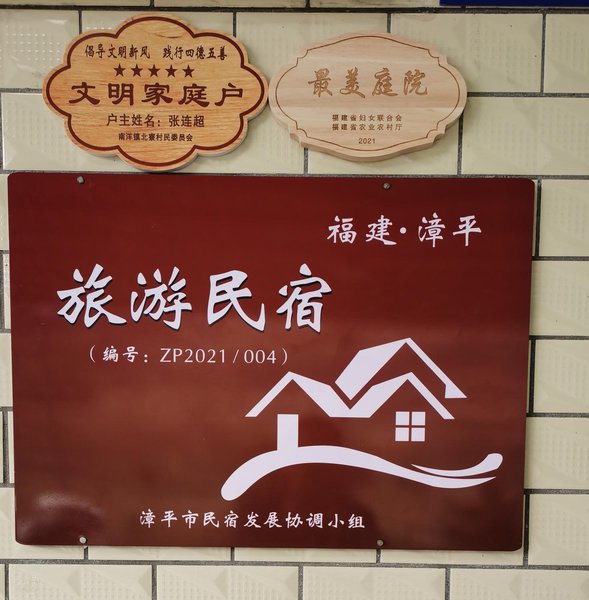 倡导文明新风 践行四德五善
★★★★★
文明家庭户
户主姓名：张连超
南洋镇北寮村民委员会
最美庭院
福建省妇女联合会
福建省农业农村厅
2021
福建·漳平
旅游民宿
（编号：ZP2021/004）
漳平市民宿发展协调小组